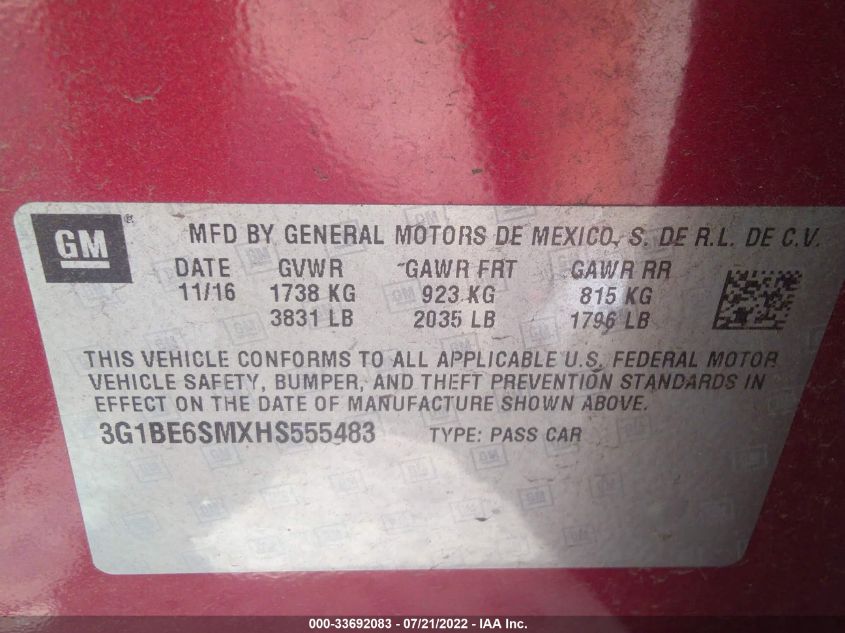 GM®
MFD BY GENERAL MOTORS DE MEXICO, S. DE R.L. DE C.V.
DATE GVWR GAWR FRT GAWR RR
11/16 1738 KG 923 KG 815 KG
3831 LB 2035 LB 1796 LB
THIS VEHICLE CONFORMS TO ALL APPLICABLE U.S. FEDERAL MOTOR
VEHICLE SAFETY, BUMPER, AND THEFT PREVENTION STANDARDS IN
EFFECT ON THE DATE OF MANUFACTURE SHOWN ABOVE.
3G1BE6SMXHS555483 TYPE: PASS CAR
000-33692083 - 07/21/2022 - IAA Inc.